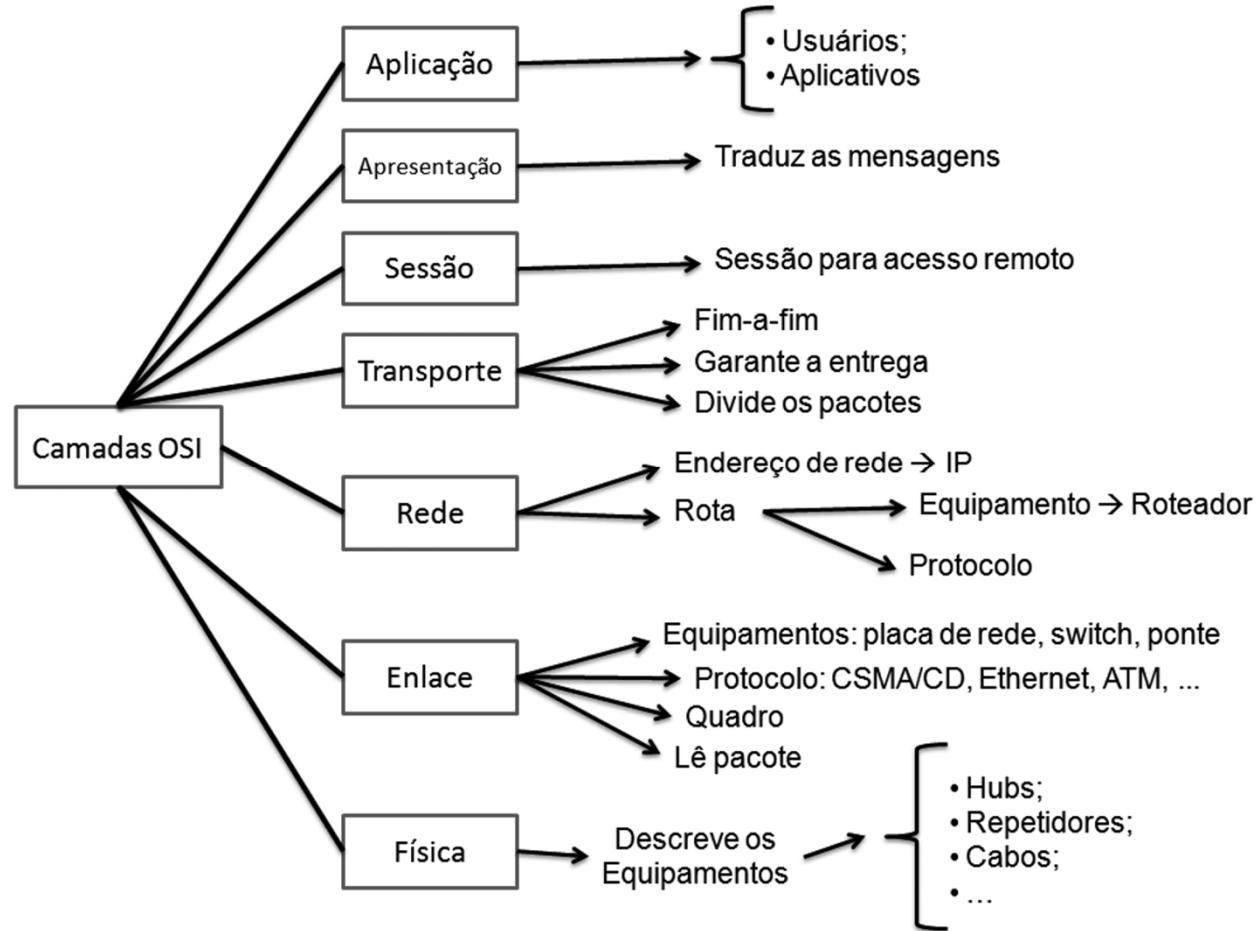 Aplicação
• Usuários;
• Aplicativos
Apresentação
Traduz as mensagens
Sessão
Sessão para acesso remoto
Transporte
Fim-a-fim
Garante a entrega
Divide os pacotes
Camadas OSI
Rede
Endereço de rede → IP
Rota
Equipamento → Roteador
Protocolo
Enlace
Equipamentos: placa de rede, switch, ponte
Protocolo: CSMA/CD, Ethernet, ATM, ...
Quadro
Lê pacote
Física
Descreve os
Equipamentos
• Hubs;
• Repetidores;
• Cabos;
• ...